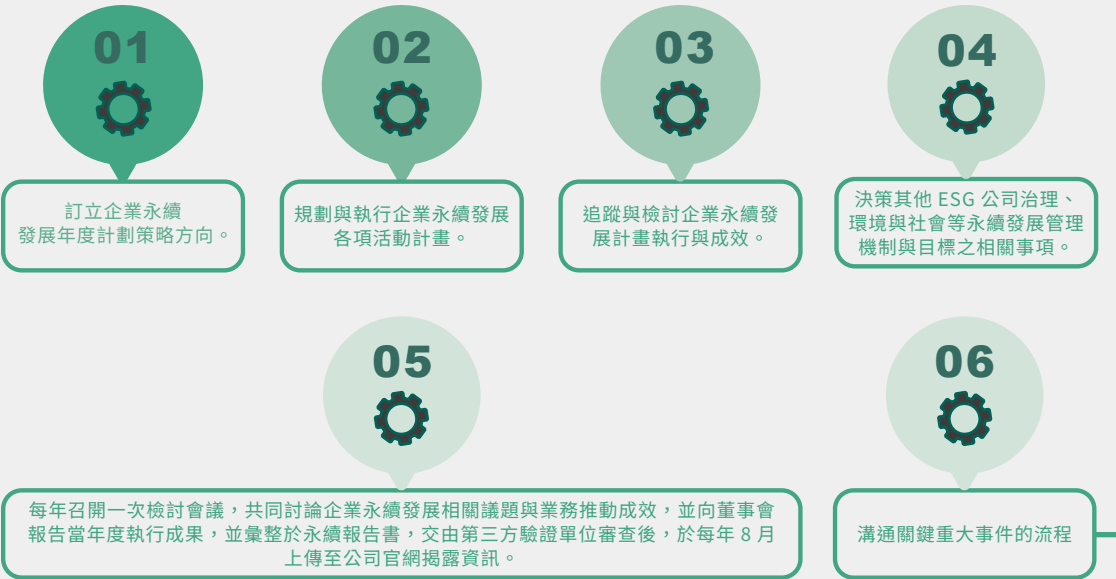 01
訂立企業永續
發展年度計劃策略方向。
02
規劃與執行企業永續發展
各項活動計畫。
03
追蹤與檢討企業永續發
展計畫執行與成效。
04
決策其他 ESG 公司治理、
環境與社會等永續發展管理
機制與目標之相關事項。
05
每年召開一次檢討會議，共同討論企業永續發展相關議題與業務推動成效，並向董事會
報告當年度執行成果，並彙整於永續報告書，交由第三方驗證單位審查後，於每年 8 月
上傳至公司官網揭露資訊。
06
溝通關鍵重大事件的流程